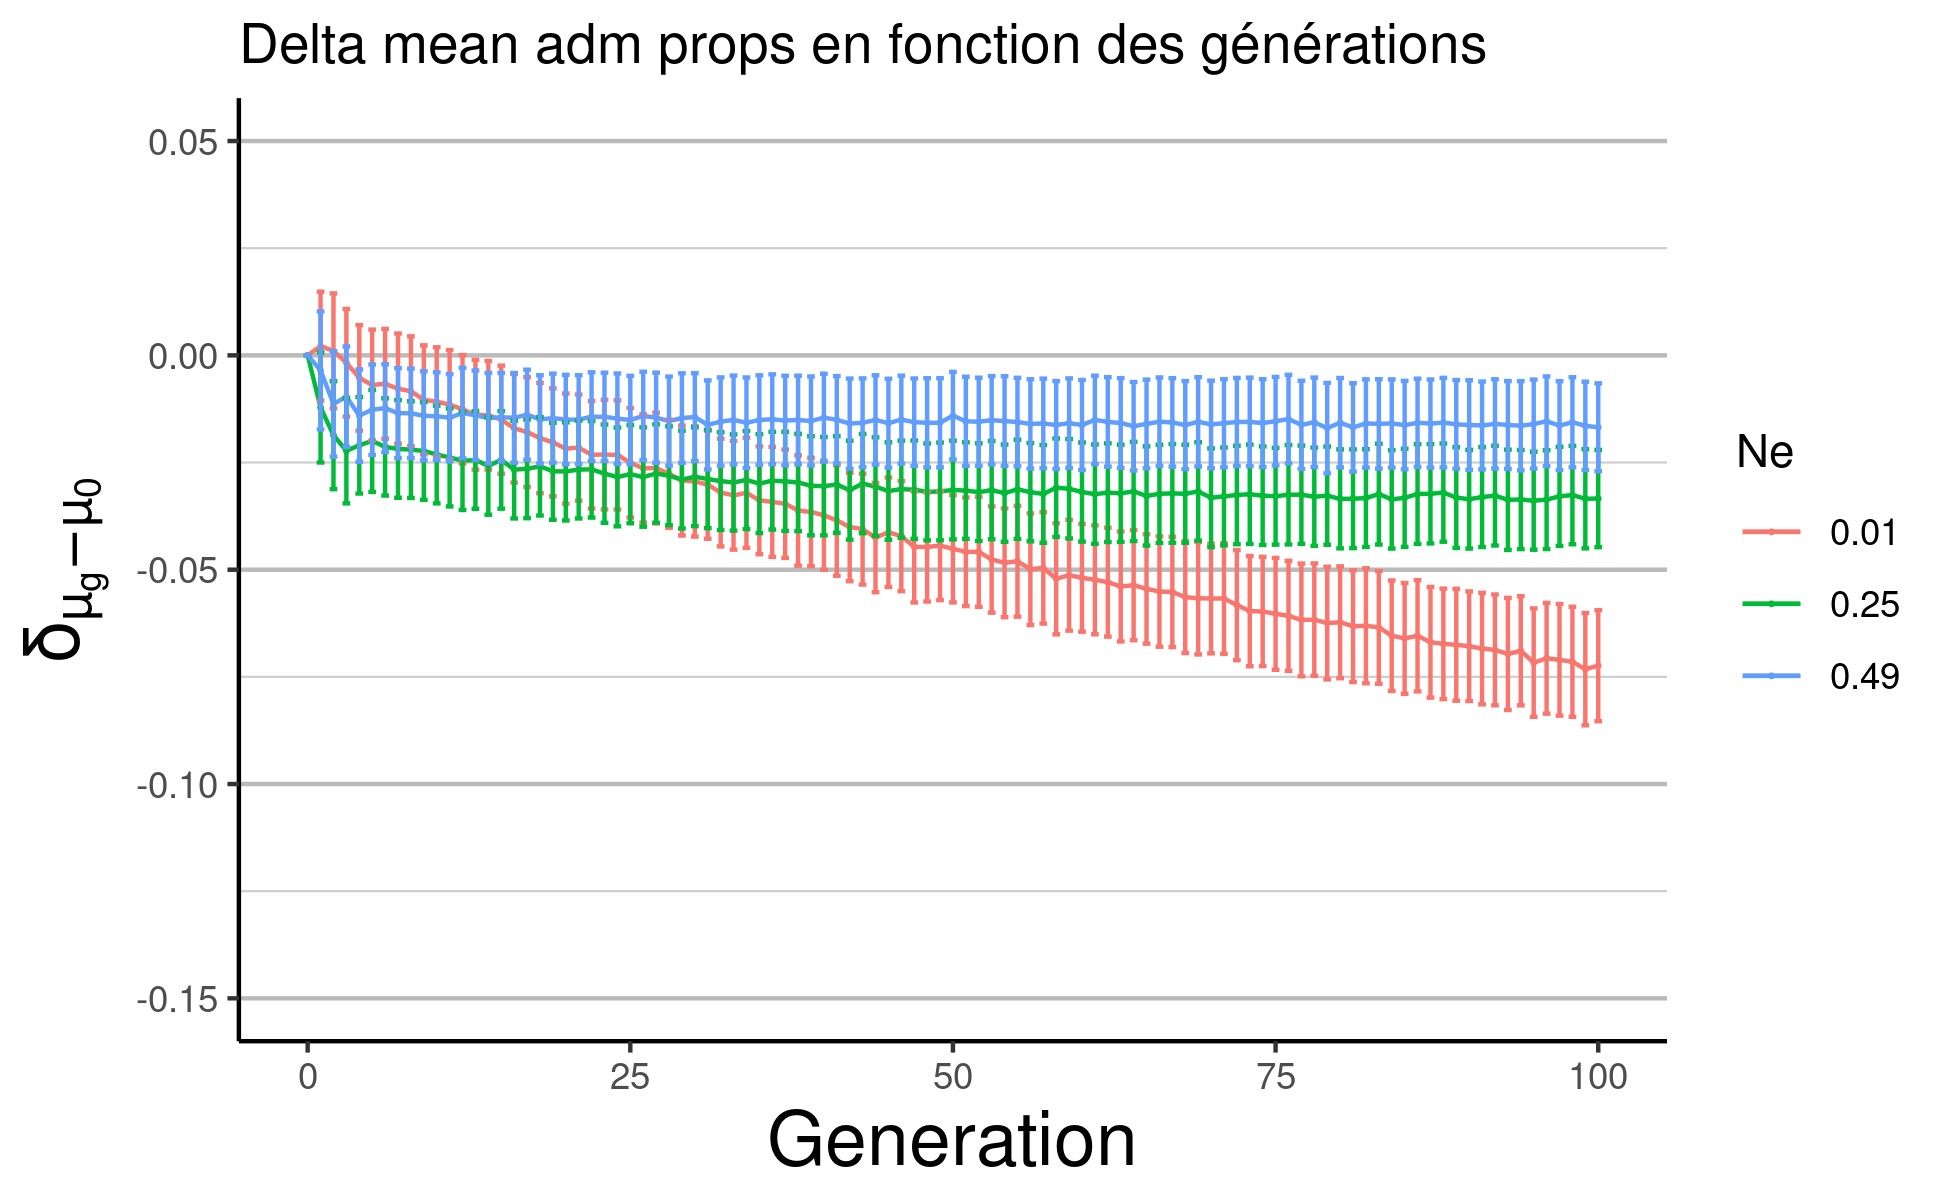 Delta mean adm props en fonction des générations
δμg−μ0
0.05
0.00
-0.05
-0.10
-0.15
0 25 50 75 100
Generation
Ne
0.01
0.25
0.49